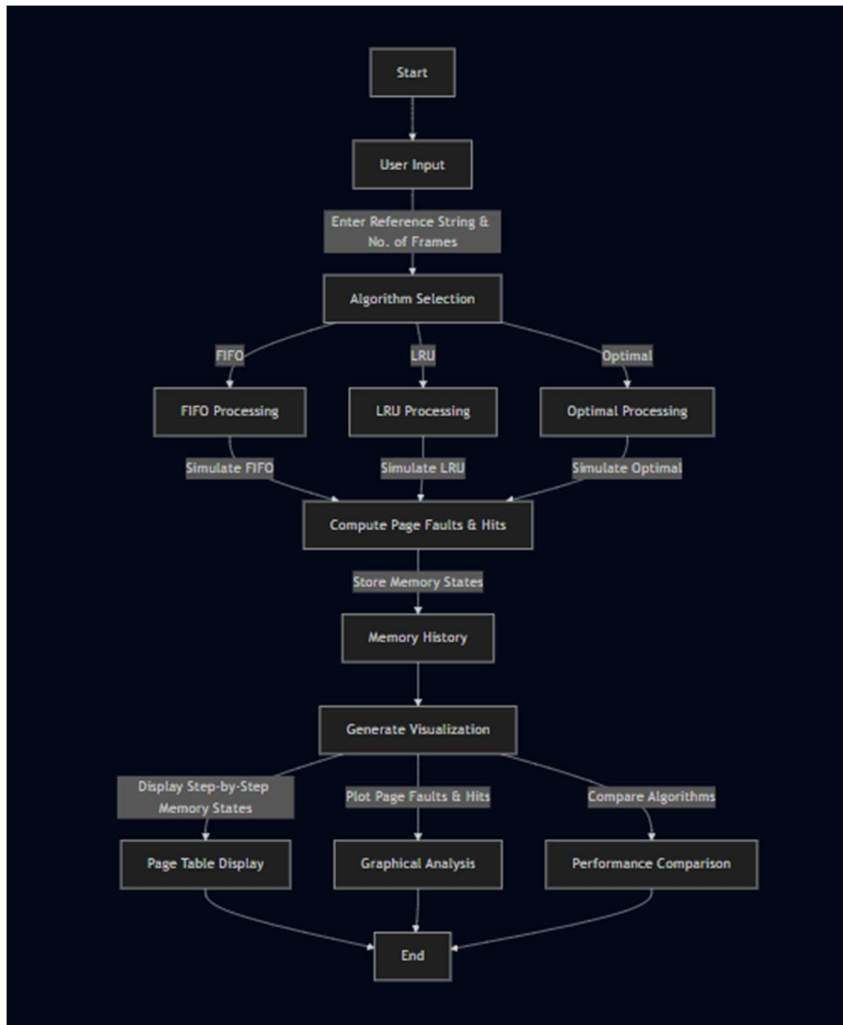 Start
User Input
Enter Reference String &
No. of Frames
Algorithm Selection
FIFO
LRU
Optimal
FIFO Processing
LRU Processing
Optimal Processing
Simulate FIFO
Simulate LRU
Simulate Optimal
Compute Page Faults & Hits
Store Memory States
Memory History
Generate Visualization
Display Step-by-Step
Memory States
Plot Page Faults & Hits
Compare Algorithms
Page Table Display
Graphical Analysis
Performance Comparison
End